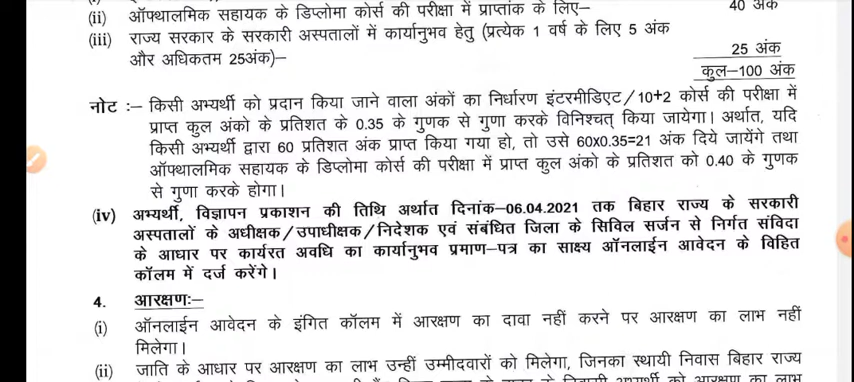 (ii) ऑफ्थालमिक सहायक के डिप्लोमा कोर्स की परीक्षा में प्राप्तांक के लिए– 40 अंक
(iii) राज्य सरकार के सरकारी अस्पतालों में कार्यानुभव हेतु (प्रत्येक 1 वर्ष के लिए 5 अंक
और अधिकतम 25अंक)– 25 अंक
कुल–100 अंक
नोट :– किसी अभ्यर्थी को प्रदान किया जाने वाला अंकों का निर्धारण इंटरमीडिएट/10+2 कोर्स की परीक्षा में
प्राप्त कुल अंको के प्रतिशत के 0.35 के गुणक से गुणा करके विनिश्चत् किया जायेगा। अर्थात, यदि
किसी अभ्यर्थी द्वारा 60 प्रतिशत अंक प्राप्त किया गया हो, तो उसे 60X0.35=21 अंक दिये जायेंगे तथा
ऑफ्थालमिक सहायक के डिप्लोमा कोर्स की परीक्षा में प्राप्त कुल अंको के प्रतिशत को 0.40 के गुणक
से गुणा करके होगा।
(iv) अभ्यर्थी, विज्ञापन प्रकाशन की तिथि अर्थात दिनांक–06.04.2021 तक बिहार राज्य के सरकारी
अस्पतालों के अधीक्षक/उपाधीक्षक/निदेशक एवं संबंधित जिला के सिविल सर्जन से निर्गत संविदा
के आधार पर कार्यरत अवधि का कार्यानुभव प्रमाण–पत्र का साक्ष्य ऑनलाईन आवेदन के विहित
कॉलम में दर्ज करेंगे।
4. आरक्षण:–
(i) ऑनलाईन आवेदन के इंगित कॉलम में आरक्षण का दावा नहीं करने पर आरक्षण का लाभ नहीं
मिलेगा।
(ii) जाति के आधार पर आरक्षण का लाभ उन्हीं उम्मीदवारों को मिलेगा, जिनका स्थायी निवास बिहार राज्य